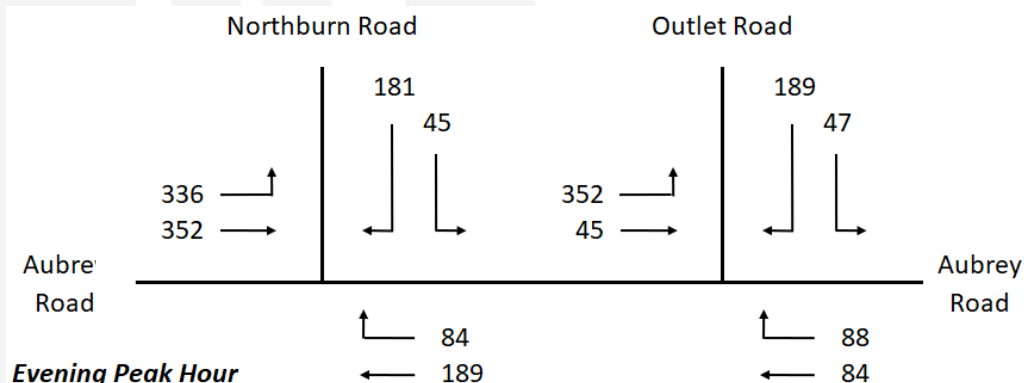 Northburn Road Outlet Road
181 189
45 47
336 352
352 45
Aubre Aubrey
Road Road
84 88
Evening Peak Hour 189 84